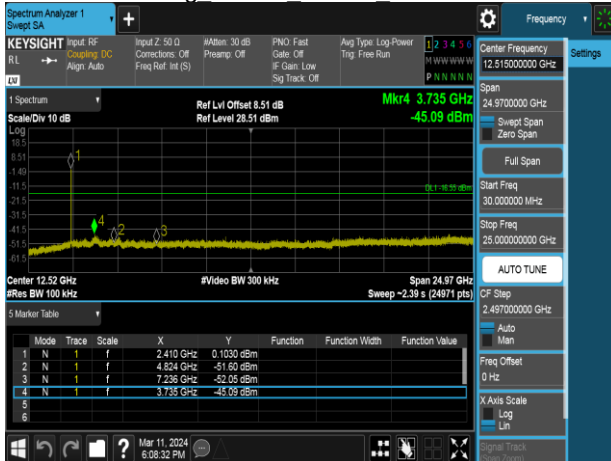 Spectrum Analyzer 1
Swept SA
Frequency
KEYSIGHT
RL
Input: RF
Coupling: DC
Align: Auto
Input Z: 50 Ω
Corrections: Off
Freq Ref: Int (S)
#Atten: 30 dB
Preamp: Off
PNO: Fast
Gate: Off
IF Gain: Low
Sig Track: Off
Avg Type: Log-Power
Trig: Free Run
1 2 3 4 5 6
M W W W W W
P N N N N N
LXI
1 Spectrum
Scale/Div 10 dB
Ref Lvl Offset 8.51 dB
Ref Level 28.51 dBm
Mkr4 3.735 GHz
-45.09 dBm
Log
18.5
8.51
-1.49
-11.5
-21.5
-31.5
-41.5
-51.5
-61.5
1
4
2
3
DL1 -16.59 dBm
Center 12.52 GHz
#Res BW 100 kHz
#Video BW 300 kHz
Span 24.97 GHz
Sweep ~2.39 s (24971 pts)
5 Marker Table
Mode Trace Scale X Y Function Function Width Function Value
1 N 1 f 2.410 GHz 0.1030 dBm
2 N 1 f 4.824 GHz -51.60 dBm
3 N 1 f 7.236 GHz -52.05 dBm
4 N 1 f 3.735 GHz -45.09 dBm
5
6
Mar 11, 2024
6:08:32 PM
Center Frequency
12.515000000 GHz
Settings
Span
24.9700000 GHz
Swept Span
Zero Span
Full Span
Start Freq
30.000000 MHz
Stop Freq
25.000000000 GHz
AUTO TUNE
CF Step
2.497000000 GHz
Auto
Man
Freq Offset
0 Hz
X Axis Scale
Log
Lin
Signal Track
(Span Zoom)